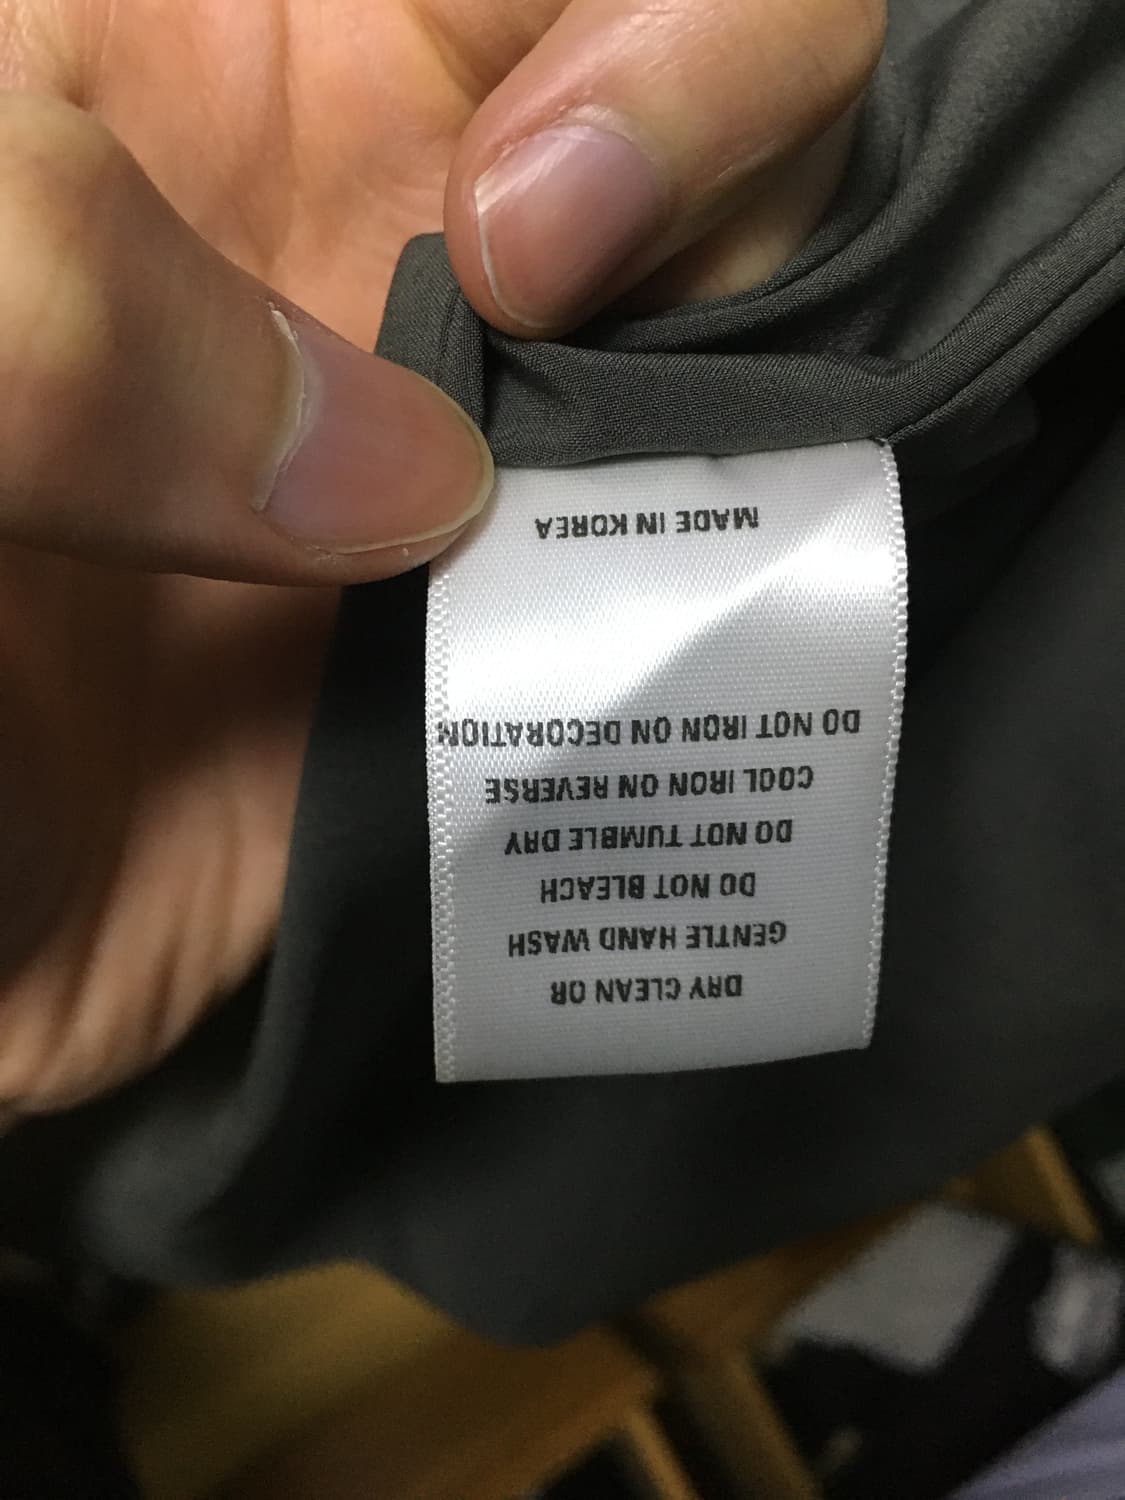 DRY CLEAN OR
GENTLE HAND WASH
DO NOT BLEACH
DO NOT TUMBLE DRY
COOL IRON ON REVERSE
DO NOT IRON ON DECORATION
MADE IN KOREA